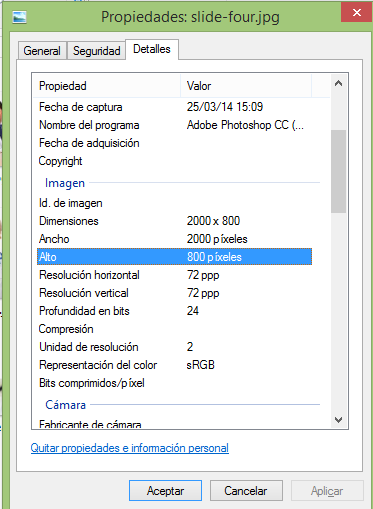 Propiedades: slide-four.jpg
General Seguridad Detalles
Propiedad Valor
Fecha de captura 25/03/14 15:09
Nombre del programa Adobe Photoshop CC (...
Fecha de adquisición
Copyright
Imagen
Id. de imagen
Dimensiones 2000 x 800
Ancho 2000 píxeles
Alto 800 píxeles
Resolución horizontal 72 ppp
Resolución vertical 72 ppp
Profundidad en bits 24
Compresión
Unidad de resolución 2
Representación del color sRGB
Bits comprimidos/píxel
Cámara
Fabricante de cámara
Quitar propiedades e información personal
Aceptar Cancelar Aplicar